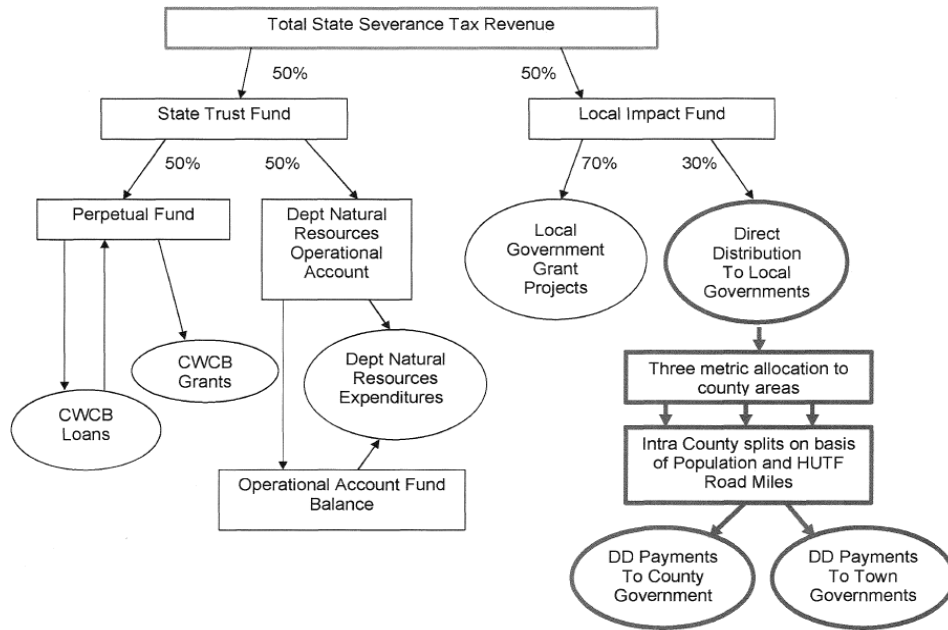 Total State Severance Tax Revenue
50%
50%
State Trust Fund
Local Impact Fund
50%
50%
70%
30%
Perpetual Fund
Dept Natural
Resources
Operational
Account
Local
Government
Grant
Projects
Direct
Distribution
To Local
Governments
CWCB
Grants
Dept Natural
Resources
Expenditures
Three metric allocation to
county areas
CWCB
Loans
Intra County splits on basis
of Population and HUTF
Road Miles
Operational Account Fund
Balance
DD Payments
To County
Government
DD Payments
To Town
Governments